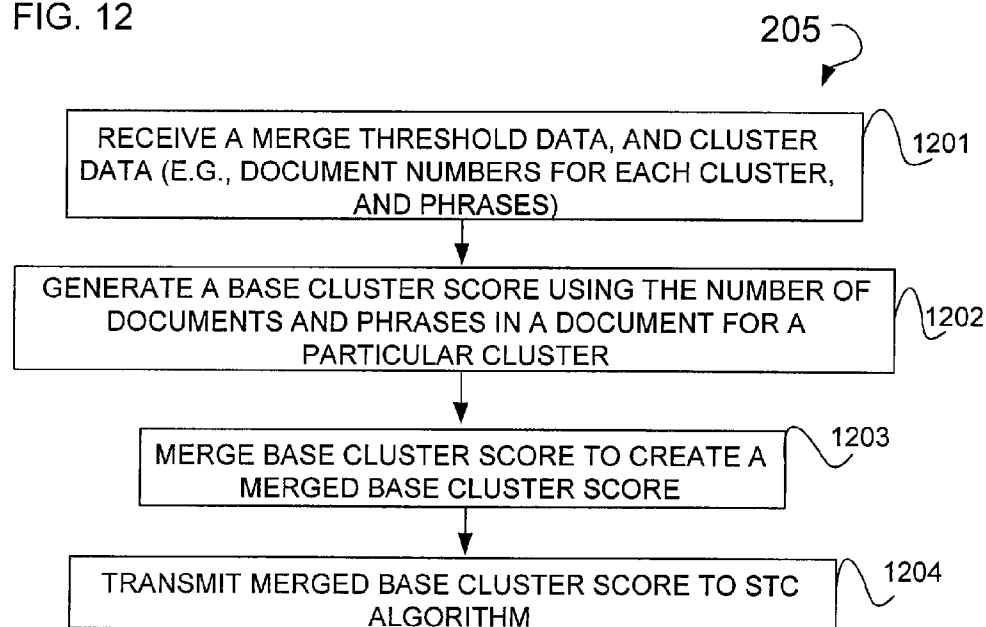 FIG. 12
205
RECEIVE A MERGE THRESHOLD DATA, AND CLUSTER
DATA (E.G., DOCUMENT NUMBERS FOR EACH CLUSTER,
AND PHRASES)
1201
GENERATE A BASE CLUSTER SCORE USING THE NUMBER OF
DOCUMENTS AND PHRASES IN A DOCUMENT FOR A
PARTICULAR CLUSTER
1202
MERGE BASE CLUSTER SCORE TO CREATE A
MERGED BASE CLUSTER SCORE
1203
TRANSMIT MERGED BASE CLUSTER SCORE TO STC
ALGORITHM
1204